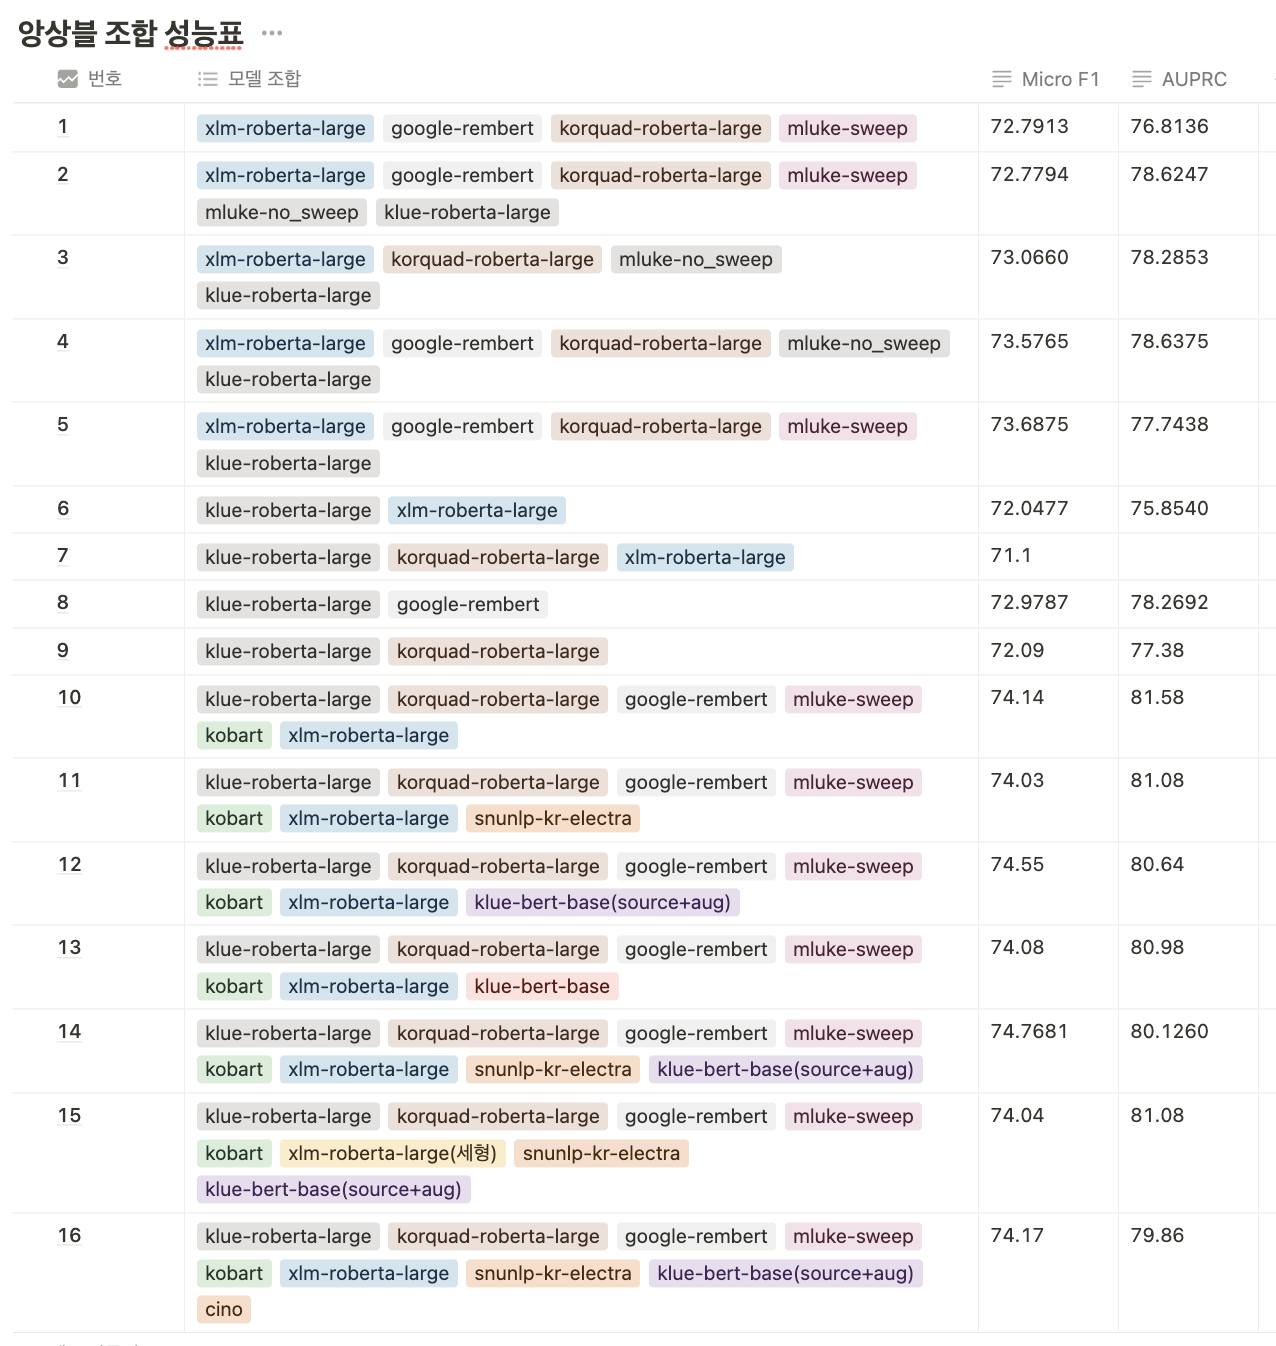 앙상블 조합 성능표
번호 모델 조합 Micro F1 AUPRC
1 xlm-roberta-large google-rembert korquad-roberta-large mluke-sweep 72.7913 76.8136
2 xlm-roberta-large google-rembert korquad-roberta-large mluke-sweep 72.7794 78.6247
mluke-no_sweep klue-roberta-large
3 xlm-roberta-large korquad-roberta-large mluke-no_sweep 73.0660 78.2853
klue-roberta-large
4 xlm-roberta-large google-rembert korquad-roberta-large mluke-no_sweep 73.5765 78.6375
klue-roberta-large
5 xlm-roberta-large google-rembert korquad-roberta-large mluke-sweep 73.6875 77.7438
klue-roberta-large
6 klue-roberta-large xlm-roberta-large 72.0477 75.8540
7 klue-roberta-large korquad-roberta-large xlm-roberta-large 71.1
8 klue-roberta-large google-rembert 72.9787 78.2692
9 klue-roberta-large korquad-roberta-large 72.09 77.38
10 klue-roberta-large korquad-roberta-large google-rembert mluke-sweep 74.14 81.58
kobart xlm-roberta-large
11 klue-roberta-large korquad-roberta-large google-rembert mluke-sweep 74.03 81.08
kobart xlm-roberta-large snunlp-kr-electra
12 klue-roberta-large korquad-roberta-large google-rembert mluke-sweep 74.55 80.64
kobart xlm-roberta-large klue-bert-base(source+aug)
13 klue-roberta-large korquad-roberta-large google-rembert mluke-sweep 74.08 80.98
kobart xlm-roberta-large klue-bert-base
14 klue-roberta-large korquad-roberta-large google-rembert mluke-sweep 74.7681 80.1260
kobart xlm-roberta-large snunlp-kr-electra klue-bert-base(source+aug)
15 klue-roberta-large korquad-roberta-large google-rembert mluke-sweep 74.04 81.08
kobart xlm-roberta-large(세형) snunlp-kr-electra
klue-bert-base(source+aug)
16 klue-roberta-large korquad-roberta-large google-rembert mluke-sweep 74.17 79.86
kobart xlm-roberta-large snunlp-kr-electra klue-bert-base(source+aug)
cino